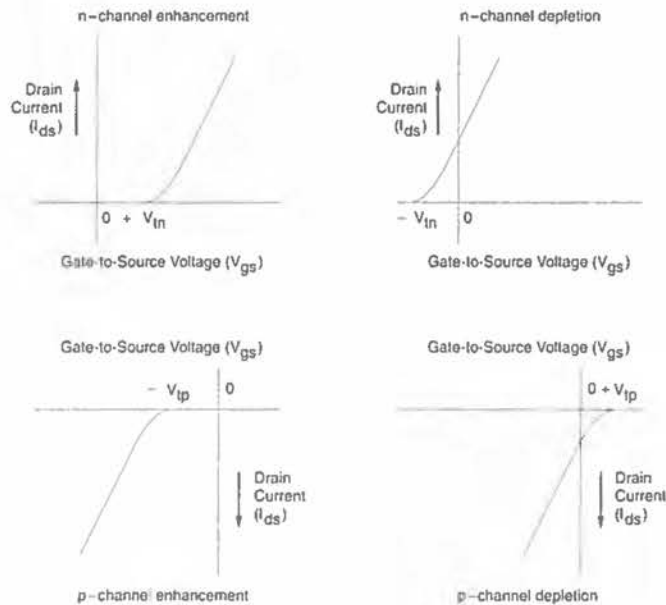 n-channel enhancement
n-channel depletion
Drain
Current
(Ids)
Drain
Current
(Ids)
0 + Vtn
- Vtn 0
Gate-to-Source Voltage (Vgs)
Gate-to-Source Voltage (Vgs)
Gate-to-Source Voltage (Vgs)
Gate-to-Source Voltage (Vgs)
- Vtp 0
0 + Vtp
Drain
Current
(Ids)
Drain
Current
(Ids)
p-channel enhancement
p-channel depletion